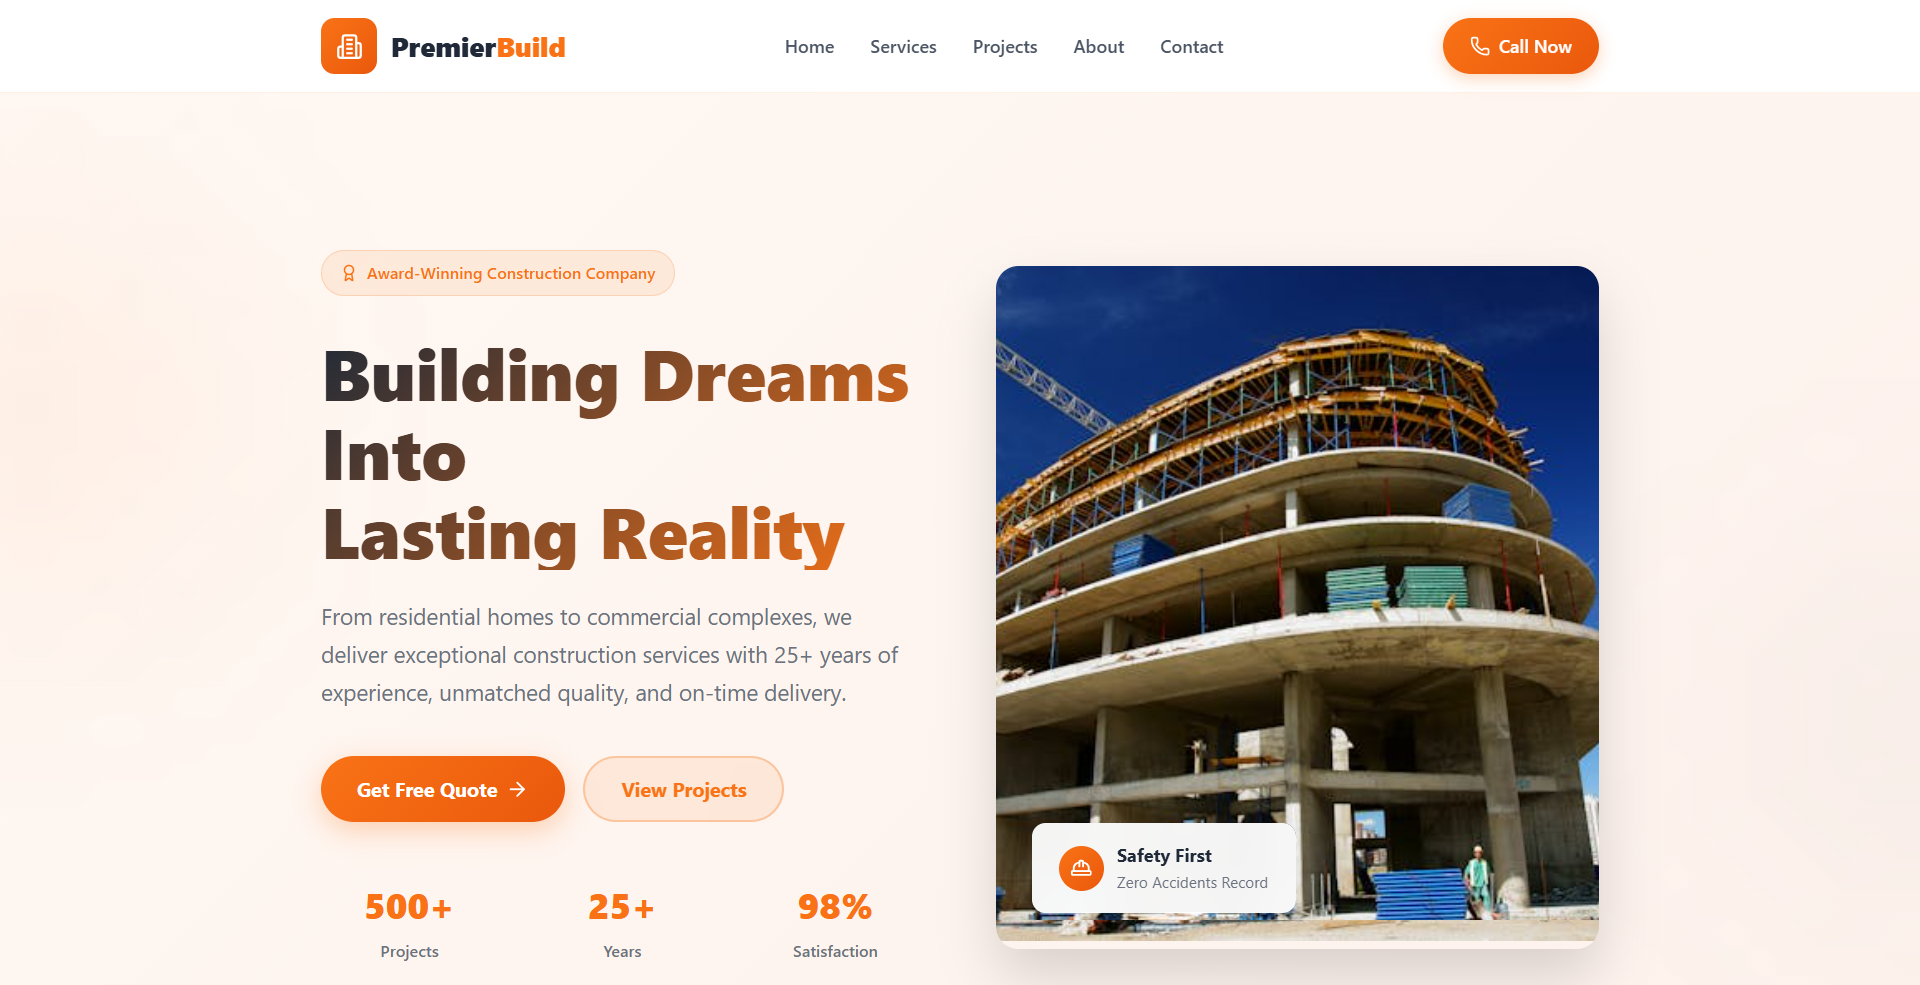 PremierBuild
Home
Services
Projects
About
Contact
Call Now
Award-Winning Construction Company
Building Dreams
Into
Lasting Reality
From residential homes to commercial complexes, we
deliver exceptional construction services with 25+ years of
experience, unmatched quality, and on-time delivery.
Get Free Quote
View Projects
500+
Projects
25+
Years
98%
Satisfaction
Safety First
Zero Accidents Record